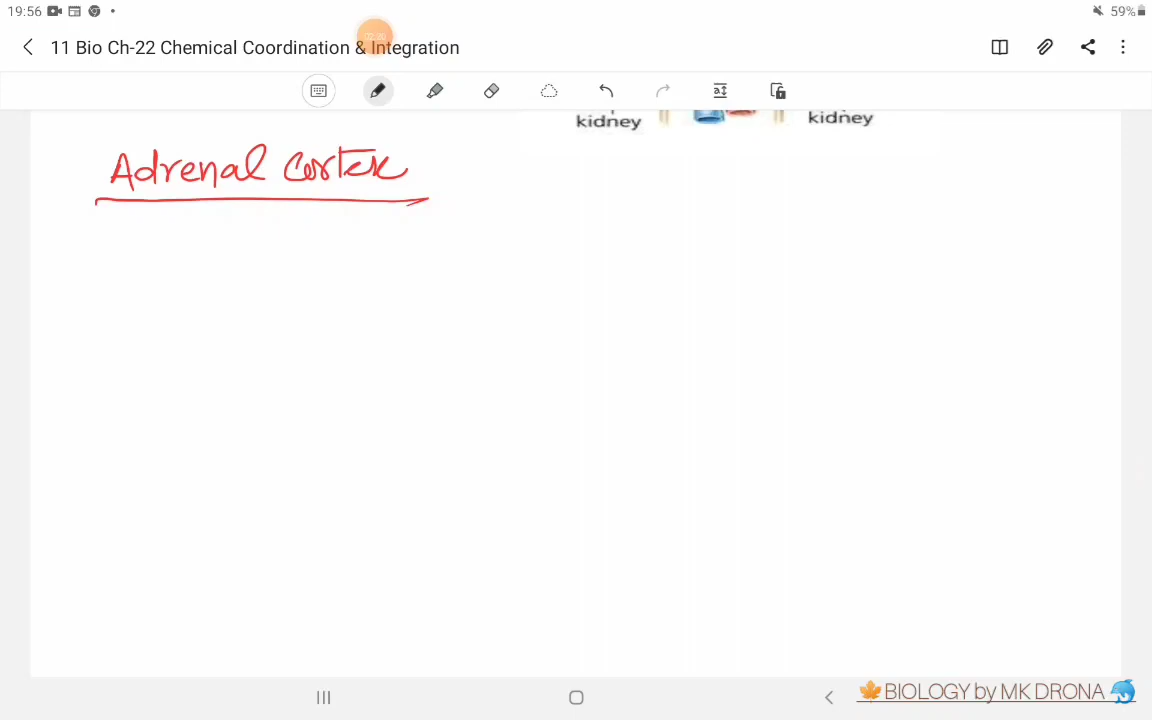 19:56
59%
11 Bio Ch-22 Chemical Coordination & Integration
kidney
kidney
Adrenal Cortex
BIOLOGY by MK DRONA